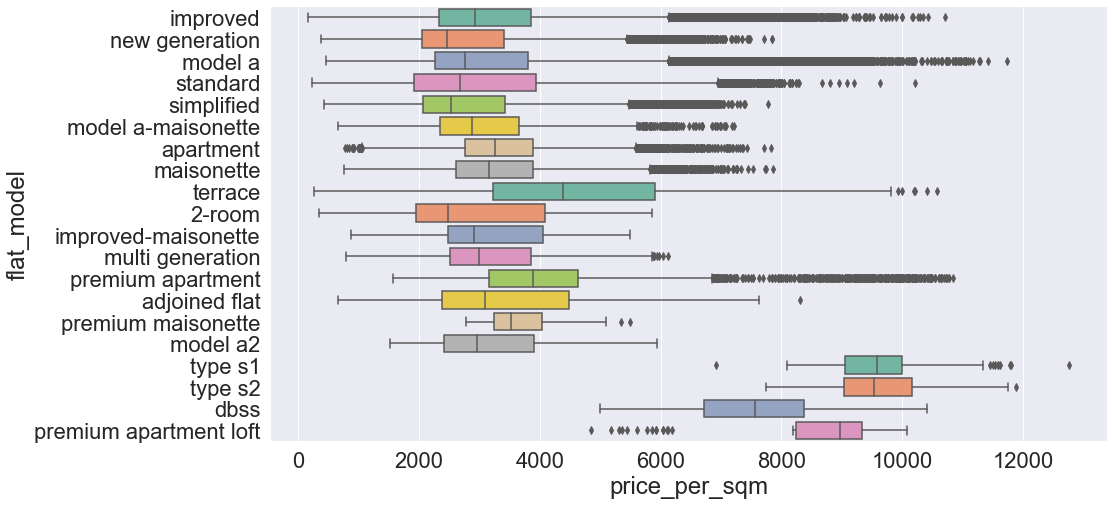 improved
new generation
model a
standard
simplified
model a-maisonette
apartment
maisonette
terrace
2-room
improved-maisonette
multi generation
premium apartment
adjoined flat
premium maisonette
model a2
type s1
type s2
dbss
premium apartment loft
flat_model
0 2000 4000 6000 8000 10000 12000
price_per_sqm